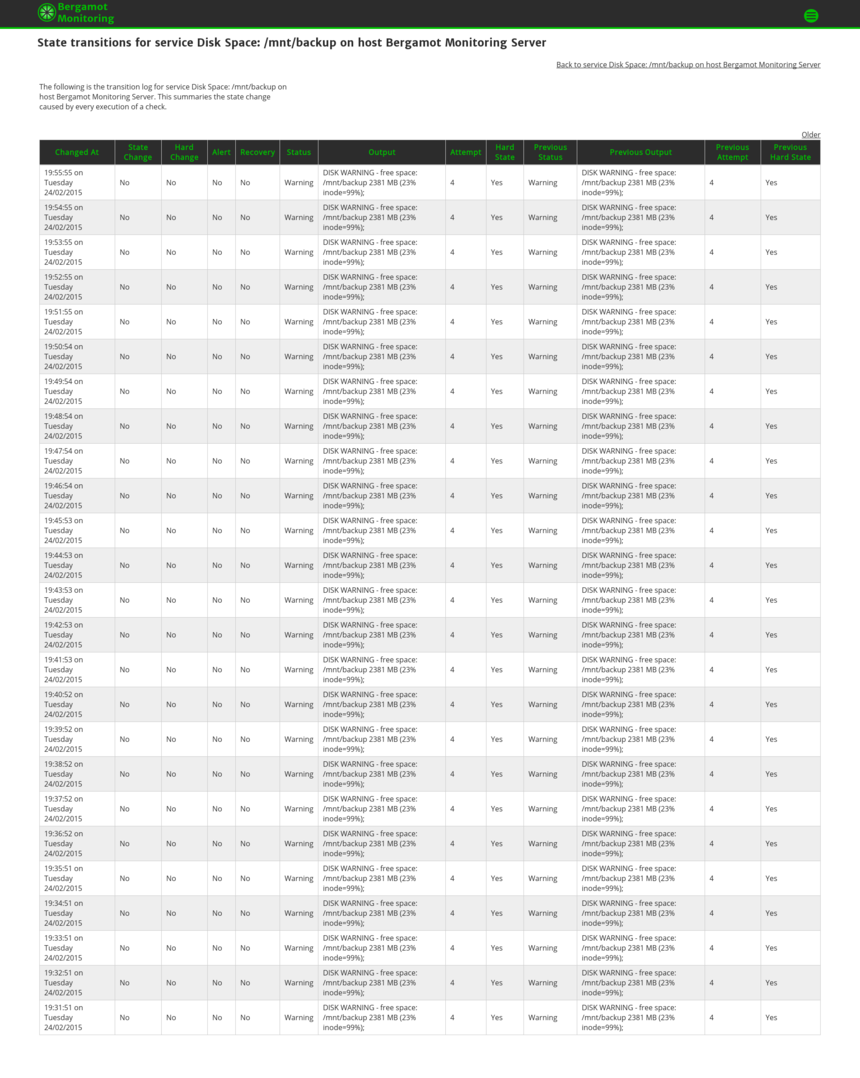 Bergamot
Monitoring
State transitions for service Disk Space: /mnt/backup on host Bergamot Monitoring Server
Back to service Disk Space: /mnt/backup on host Bergamot Monitoring Server
The following is the transition log for service Disk Space: /mnt/backup on
host Bergamot Monitoring Server. This summaries the state change
caused by every execution of a check.
Older
Changed At State Change Hard Change Alert Recovery Status Output Attempt Hard State Previous Status Previous Output Previous Attempt Previous Hard State
19:55:55 on Tuesday 24/02/2015 No No No No Warning DISK WARNING - free space: /mnt/backup 2381 MB (23% inode=99%); 4 Yes Warning DISK WARNING - free space: /mnt/backup 2381 MB (23% inode=99%); 4 Yes
19:54:55 on Tuesday 24/02/2015 No No No No Warning DISK WARNING - free space: /mnt/backup 2381 MB (23% inode=99%); 4 Yes Warning DISK WARNING - free space: /mnt/backup 2381 MB (23% inode=99%); 4 Yes
19:53:55 on Tuesday 24/02/2015 No No No No Warning DISK WARNING - free space: /mnt/backup 2381 MB (23% inode=99%); 4 Yes Warning DISK WARNING - free space: /mnt/backup 2381 MB (23% inode=99%); 4 Yes
19:52:55 on Tuesday 24/02/2015 No No No No Warning DISK WARNING - free space: /mnt/backup 2381 MB (23% inode=99%); 4 Yes Warning DISK WARNING - free space: /mnt/backup 2381 MB (23% inode=99%); 4 Yes
19:51:55 on Tuesday 24/02/2015 No No No No Warning DISK WARNING - free space: /mnt/backup 2381 MB (23% inode=99%); 4 Yes Warning DISK WARNING - free space: /mnt/backup 2381 MB (23% inode=99%); 4 Yes
19:50:54 on Tuesday 24/02/2015 No No No No Warning DISK WARNING - free space: /mnt/backup 2381 MB (23% inode=99%); 4 Yes Warning DISK WARNING - free space: /mnt/backup 2381 MB (23% inode=99%); 4 Yes
19:49:54 on Tuesday 24/02/2015 No No No No Warning DISK WARNING - free space: /mnt/backup 2381 MB (23% inode=99%); 4 Yes Warning DISK WARNING - free space: /mnt/backup 2381 MB (23% inode=99%); 4 Yes
19:48:54 on Tuesday 24/02/2015 No No No No Warning DISK WARNING - free space: /mnt/backup 2381 MB (23% inode=99%); 4 Yes Warning DISK WARNING - free space: /mnt/backup 2381 MB (23% inode=99%); 4 Yes
19:47:54 on Tuesday 24/02/2015 No No No No Warning DISK WARNING - free space: /mnt/backup 2381 MB (23% inode=99%); 4 Yes Warning DISK WARNING - free space: /mnt/backup 2381 MB (23% inode=99%); 4 Yes
19:46:54 on Tuesday 24/02/2015 No No No No Warning DISK WARNING - free space: /mnt/backup 2381 MB (23% inode=99%); 4 Yes Warning DISK WARNING - free space: /mnt/backup 2381 MB (23% inode=99%); 4 Yes
19:45:53 on Tuesday 24/02/2015 No No No No Warning DISK WARNING - free space: /mnt/backup 2381 MB (23% inode=99%); 4 Yes Warning DISK WARNING - free space: /mnt/backup 2381 MB (23% inode=99%); 4 Yes
19:44:53 on Tuesday 24/02/2015 No No No No Warning DISK WARNING - free space: /mnt/backup 2381 MB (23% inode=99%); 4 Yes Warning DISK WARNING - free space: /mnt/backup 2381 MB (23% inode=99%); 4 Yes
19:43:53 on Tuesday 24/02/2015 No No No No Warning DISK WARNING - free space: /mnt/backup 2381 MB (23% inode=99%); 4 Yes Warning DISK WARNING - free space: /mnt/backup 2381 MB (23% inode=99%); 4 Yes
19:42:53 on Tuesday 24/02/2015 No No No No Warning DISK WARNING - free space: /mnt/backup 2381 MB (23% inode=99%); 4 Yes Warning DISK WARNING - free space: /mnt/backup 2381 MB (23% inode=99%); 4 Yes
19:41:53 on Tuesday 24/02/2015 No No No No Warning DISK WARNING - free space: /mnt/backup 2381 MB (23% inode=99%); 4 Yes Warning DISK WARNING - free space: /mnt/backup 2381 MB (23% inode=99%); 4 Yes
19:40:52 on Tuesday 24/02/2015 No No No No Warning DISK WARNING - free space: /mnt/backup 2381 MB (23% inode=99%); 4 Yes Warning DISK WARNING - free space: /mnt/backup 2381 MB (23% inode=99%); 4 Yes
19:39:52 on Tuesday 24/02/2015 No No No No Warning DISK WARNING - free space: /mnt/backup 2381 MB (23% inode=99%); 4 Yes Warning DISK WARNING - free space: /mnt/backup 2381 MB (23% inode=99%); 4 Yes
19:38:52 on Tuesday 24/02/2015 No No No No Warning DISK WARNING - free space: /mnt/backup 2381 MB (23% inode=99%); 4 Yes Warning DISK WARNING - free space: /mnt/backup 2381 MB (23% inode=99%); 4 Yes
19:37:52 on Tuesday 24/02/2015 No No No No Warning DISK WARNING - free space: /mnt/backup 2381 MB (23% inode=99%); 4 Yes Warning DISK WARNING - free space: /mnt/backup 2381 MB (23% inode=99%); 4 Yes
19:36:52 on Tuesday 24/02/2015 No No No No Warning DISK WARNING - free space: /mnt/backup 2381 MB (23% inode=99%); 4 Yes Warning DISK WARNING - free space: /mnt/backup 2381 MB (23% inode=99%); 4 Yes
19:35:51 on Tuesday 24/02/2015 No No No No Warning DISK WARNING - free space: /mnt/backup 2381 MB (23% inode=99%); 4 Yes Warning DISK WARNING - free space: /mnt/backup 2381 MB (23% inode=99%); 4 Yes
19:34:51 on Tuesday 24/02/2015 No No No No Warning DISK WARNING - free space: /mnt/backup 2381 MB (23% inode=99%); 4 Yes Warning DISK WARNING - free space: /mnt/backup 2381 MB (23% inode=99%); 4 Yes
19:33:51 on Tuesday 24/02/2015 No No No No Warning DISK WARNING - free space: /mnt/backup 2381 MB (23% inode=99%); 4 Yes Warning DISK WARNING - free space: /mnt/backup 2381 MB (23% inode=99%); 4 Yes
19:32:51 on Tuesday 24/02/2015 No No No No Warning DISK WARNING - free space: /mnt/backup 2381 MB (23% inode=99%); 4 Yes Warning DISK WARNING - free space: /mnt/backup 2381 MB (23% inode=99%); 4 Yes
19:31:51 on Tuesday 24/02/2015 No No No No Warning DISK WARNING - free space: /mnt/backup 2381 MB (23% inode=99%); 4 Yes Warning DISK WARNING - free space: /mnt/backup 2381 MB (23% inode=99%); 4 Yes